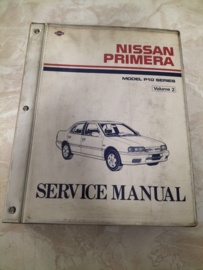 NISSAN
PRIMERA
MODEL P10 SERIES
Volume 2
SERVICE MANUAL